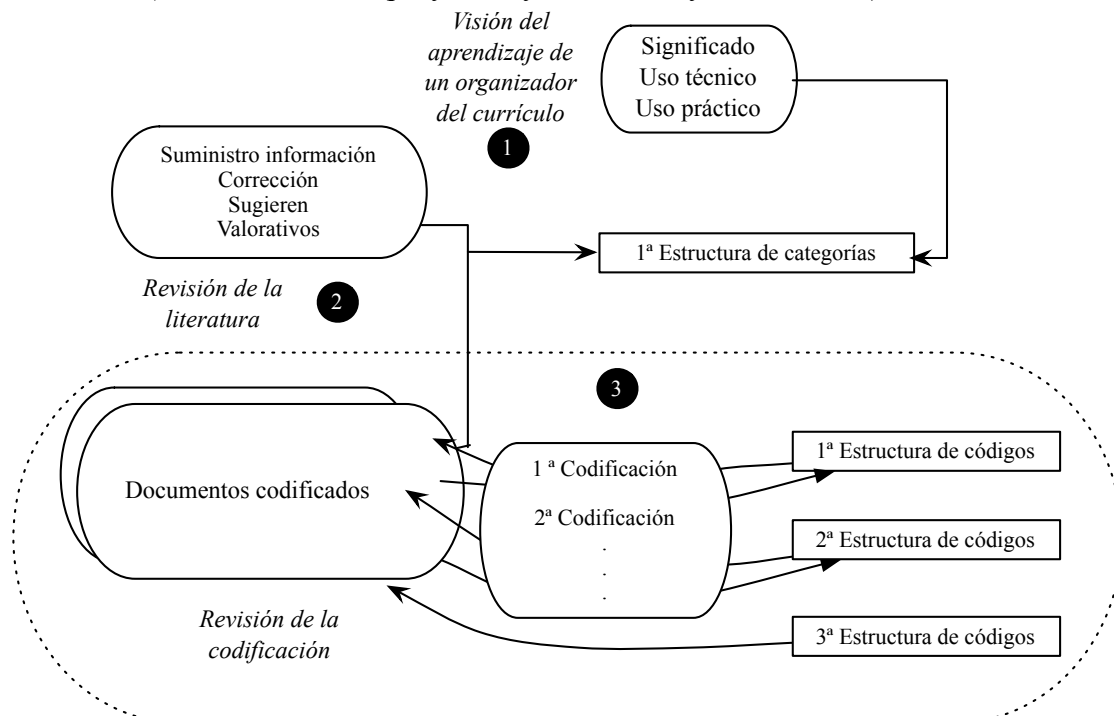 Visión del
aprendizaje de
un organizador
del currículo
1
Significado
Uso técnico
Uso práctico
Suministro información
Corrección
Sugieren
Valorativos
1ª Estructura de categorías
Revisión de la
literatura
2
3
Documentos codificados
1 ª Codificación
2ª Codificación
.
.
.
1ª Estructura de códigos
2ª Estructura de códigos
3ª Estructura de códigos
Revisión de la
codificación